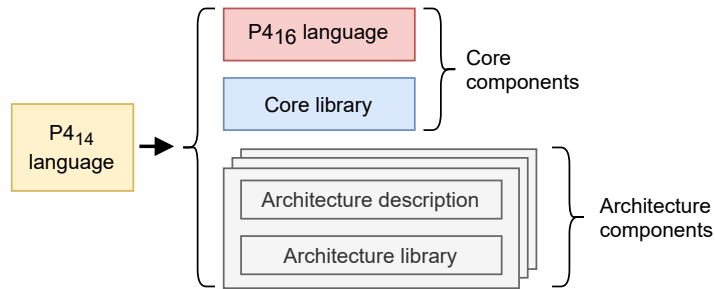 P4₁₄
language
P4₁₆ language
Core library
Core
components
Architecture description
Architecture library
Architecture
components